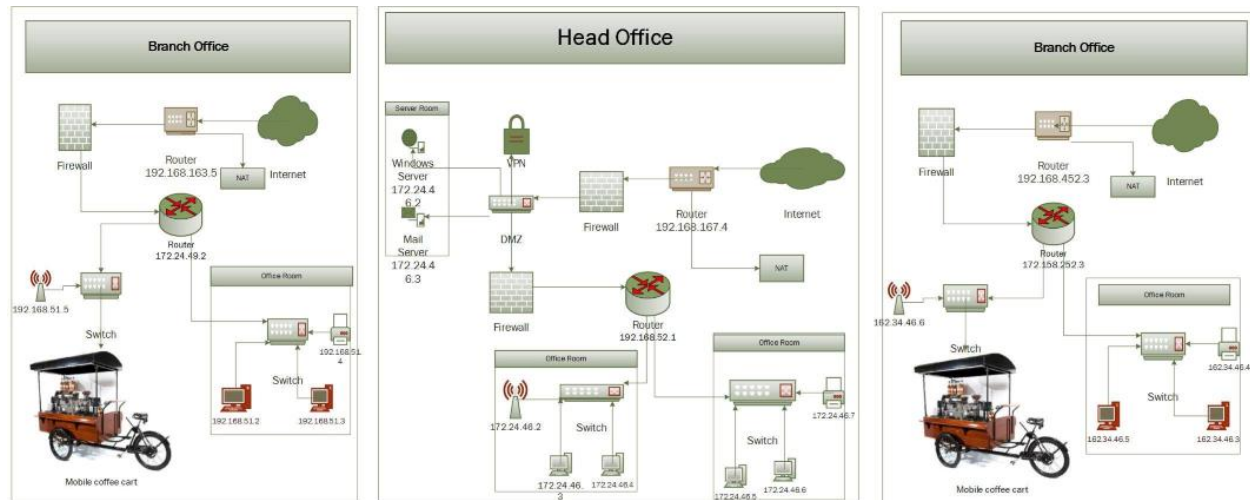 Branch Office
Firewall
Router
192.168.163.5
NAT
Internet
Router
172.24.49.2
192.168.51.5
Switch
Office Room
192.168.51.
4
Switch
192.168.51.2
192.168.51.3
Mobile coffee cart
Head Office
Server Room
Windows
Server
172.24.4
6.2
Mail
Server
172.24.4
6.3
VPN
DMZ
Firewall
Router
192.168.167.4
Internet
NAT
Firewall
Router
192.168.52.1
Office Room
172.24.46.2
Switch
172.24.46.
3
172.24.46.4
Office Room
172.24.46.7
Switch
172.24.46.5
172.24.46.6
Branch Office
Firewall
Router
192.168.452.3
NAT
Internet
Router
172.158.252.3
162.34.46.6
Switch
Office Room
162.34.46.4
Switch
162.34.46.5
162.34.46.3
Mobile coffee cart